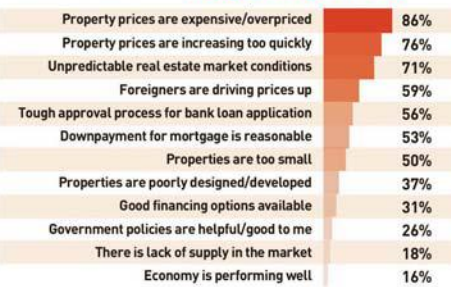 Property prices are expensive/overpriced 86%
Property prices are increasing too quickly 76%
Unpredictable real estate market conditions 71%
Foreigners are driving prices up 59%
Tough approval process for bank loan application 56%
Downpayment for mortgage is reasonable 53%
Properties are too small 50%
Properties are poorly designed/developed 37%
Good financing options available 31%
Government policies are helpful/good to me 26%
There is lack of supply in the market 18%
Economy is performing well 16%